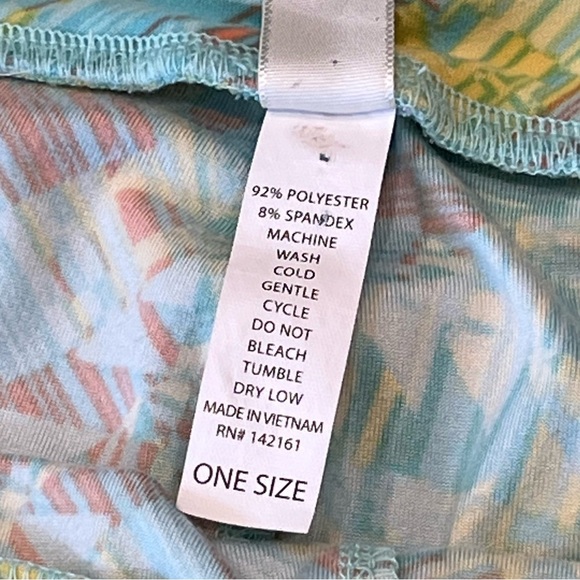 92% POLYESTER
8% SPANDEX
MACHINE
WASH
COLD
GENTLE
CYCLE
DO NOT
BLEACH
TUMBLE
DRY LOW
MADE IN VIETNAM
RN# 142161
ONE SIZE